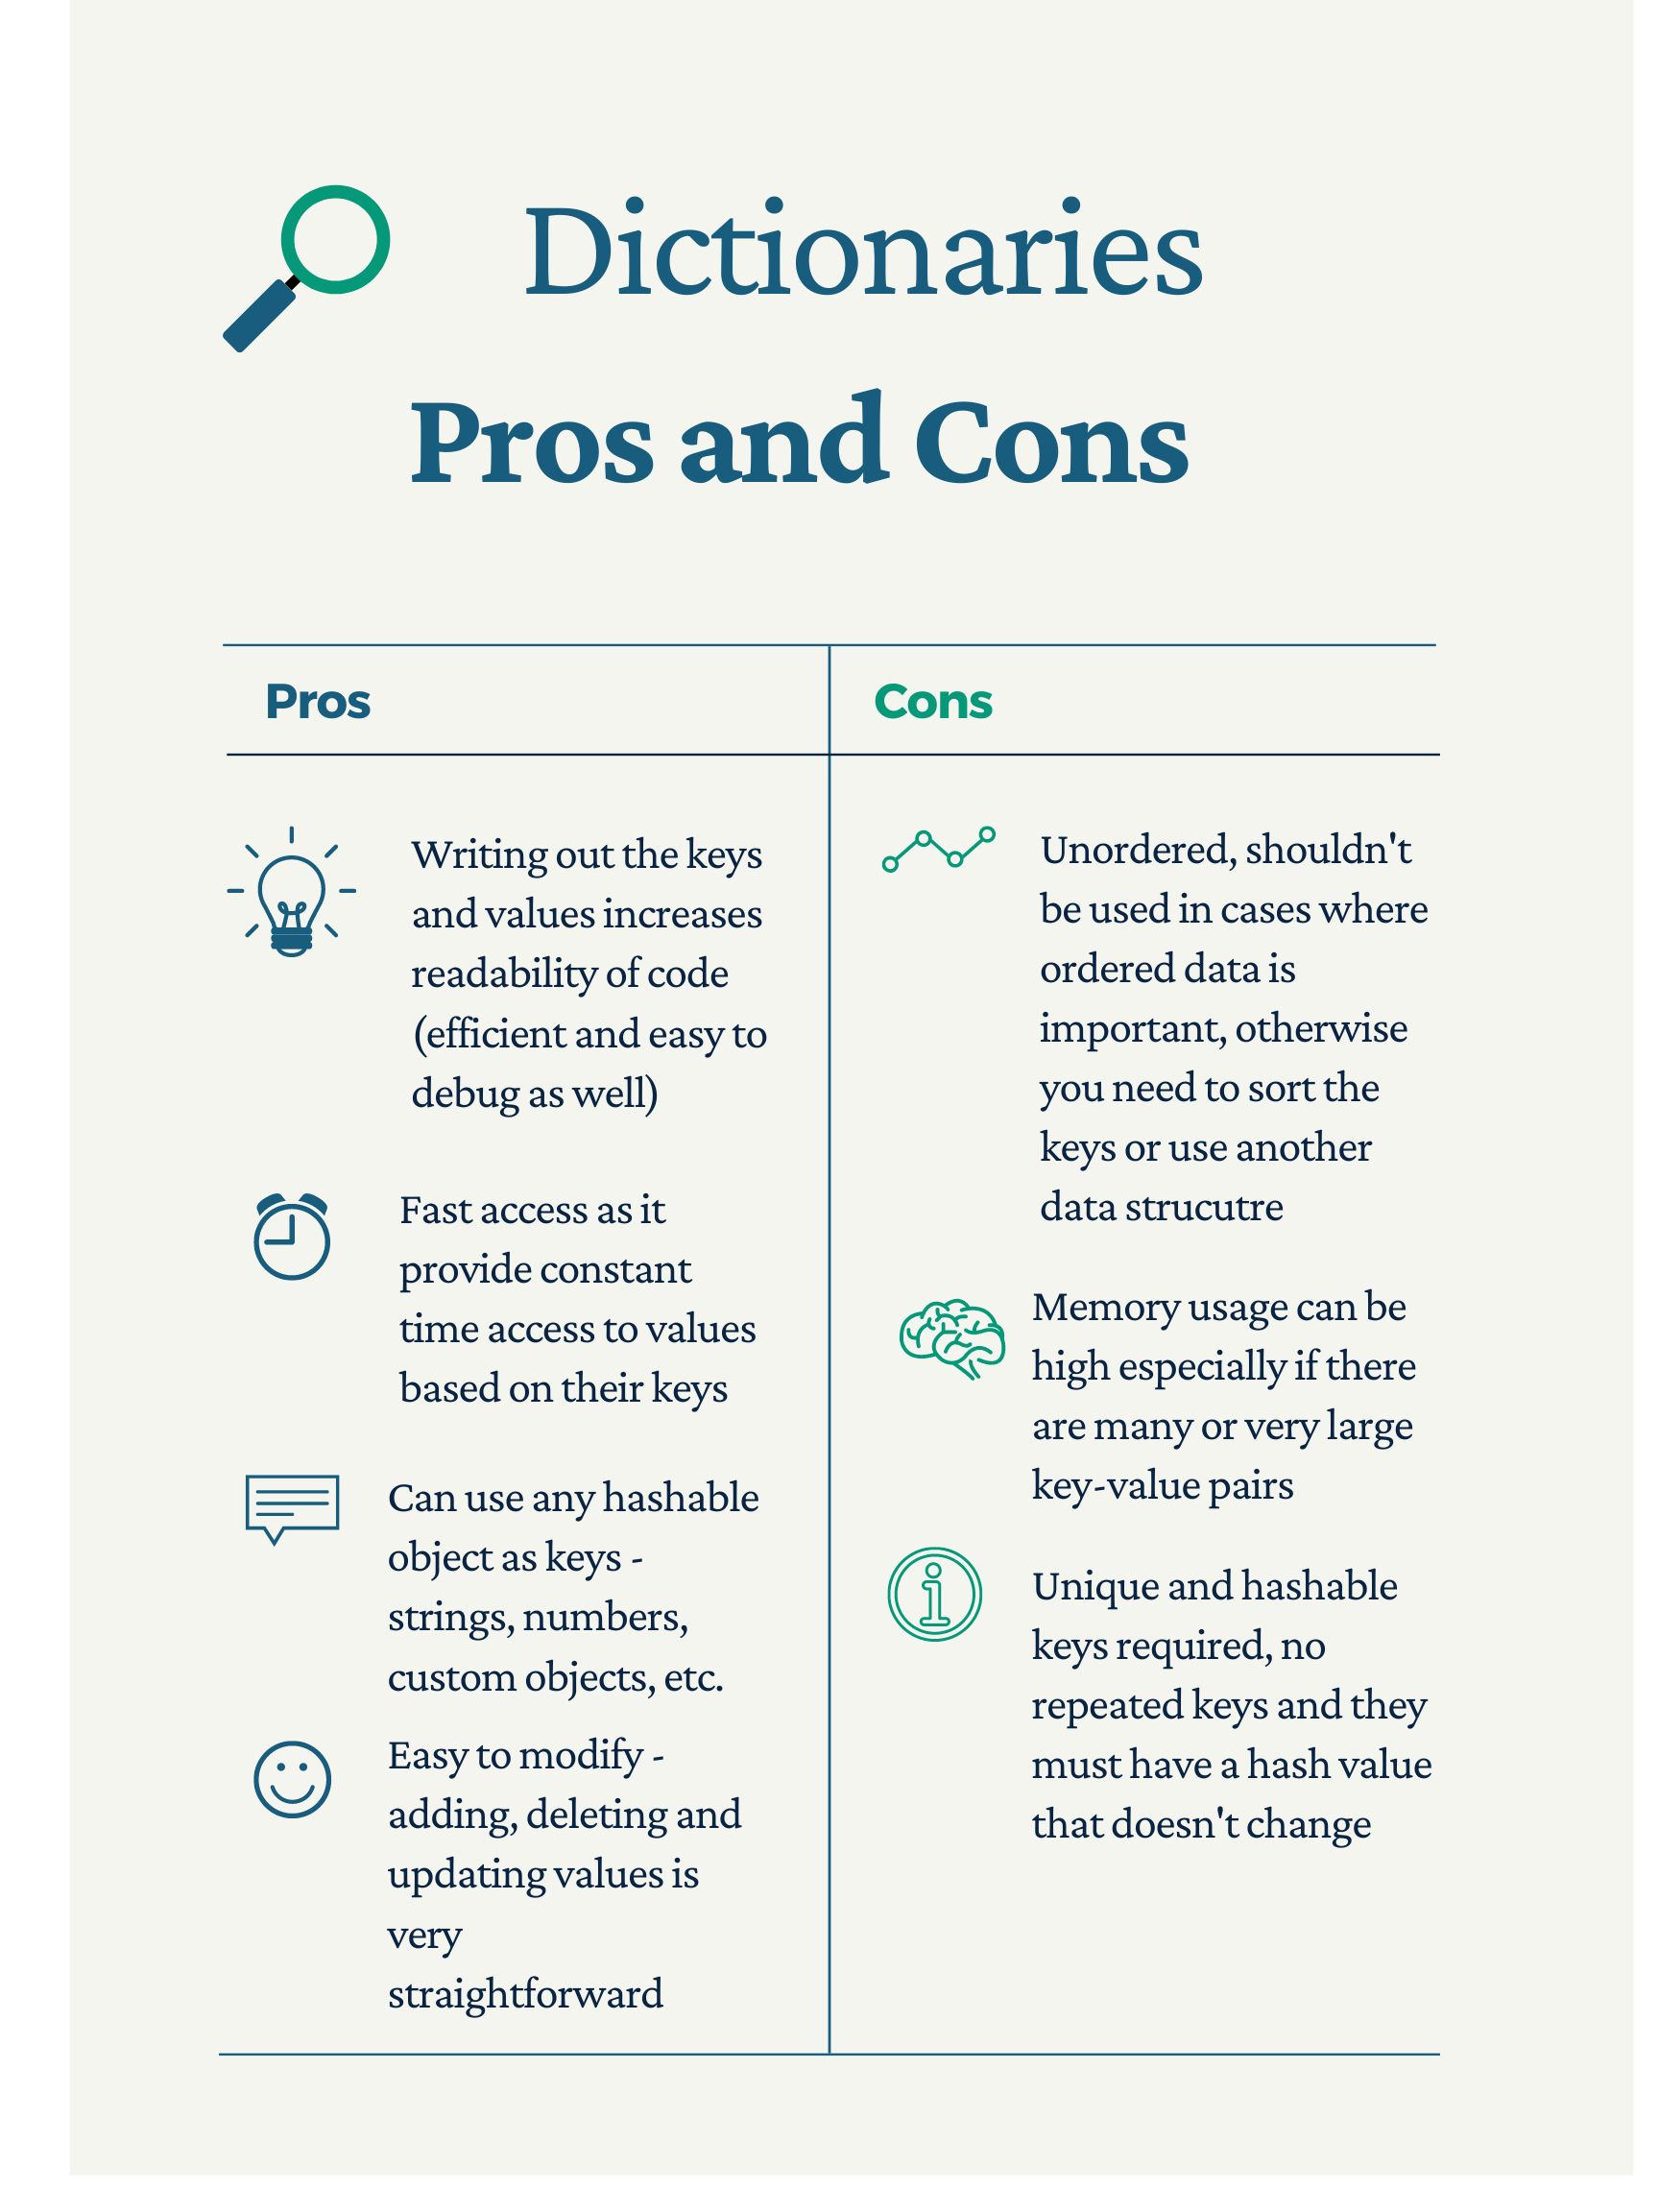 Dictionaries
Pros and Cons
Pros
Writing out the keys
and values increases
readability of code
(efficient and easy to
debug as well)
Fast access as it
provide constant
time access to values
based on their keys
Can use any hashable
object as keys -
strings, numbers,
custom objects, etc.
Easy to modify -
adding, deleting and
updating values is
very
straightforward
Cons
Unordered, shouldn't
be used in cases where
ordered data is
important, otherwise
you need to sort the
keys or use another
data strucutre
Memory usage can be
high especially if there
are many or very large
key-value pairs
Unique and hashable
keys required, no
repeated keys and they
must have a hash value
that doesn't change